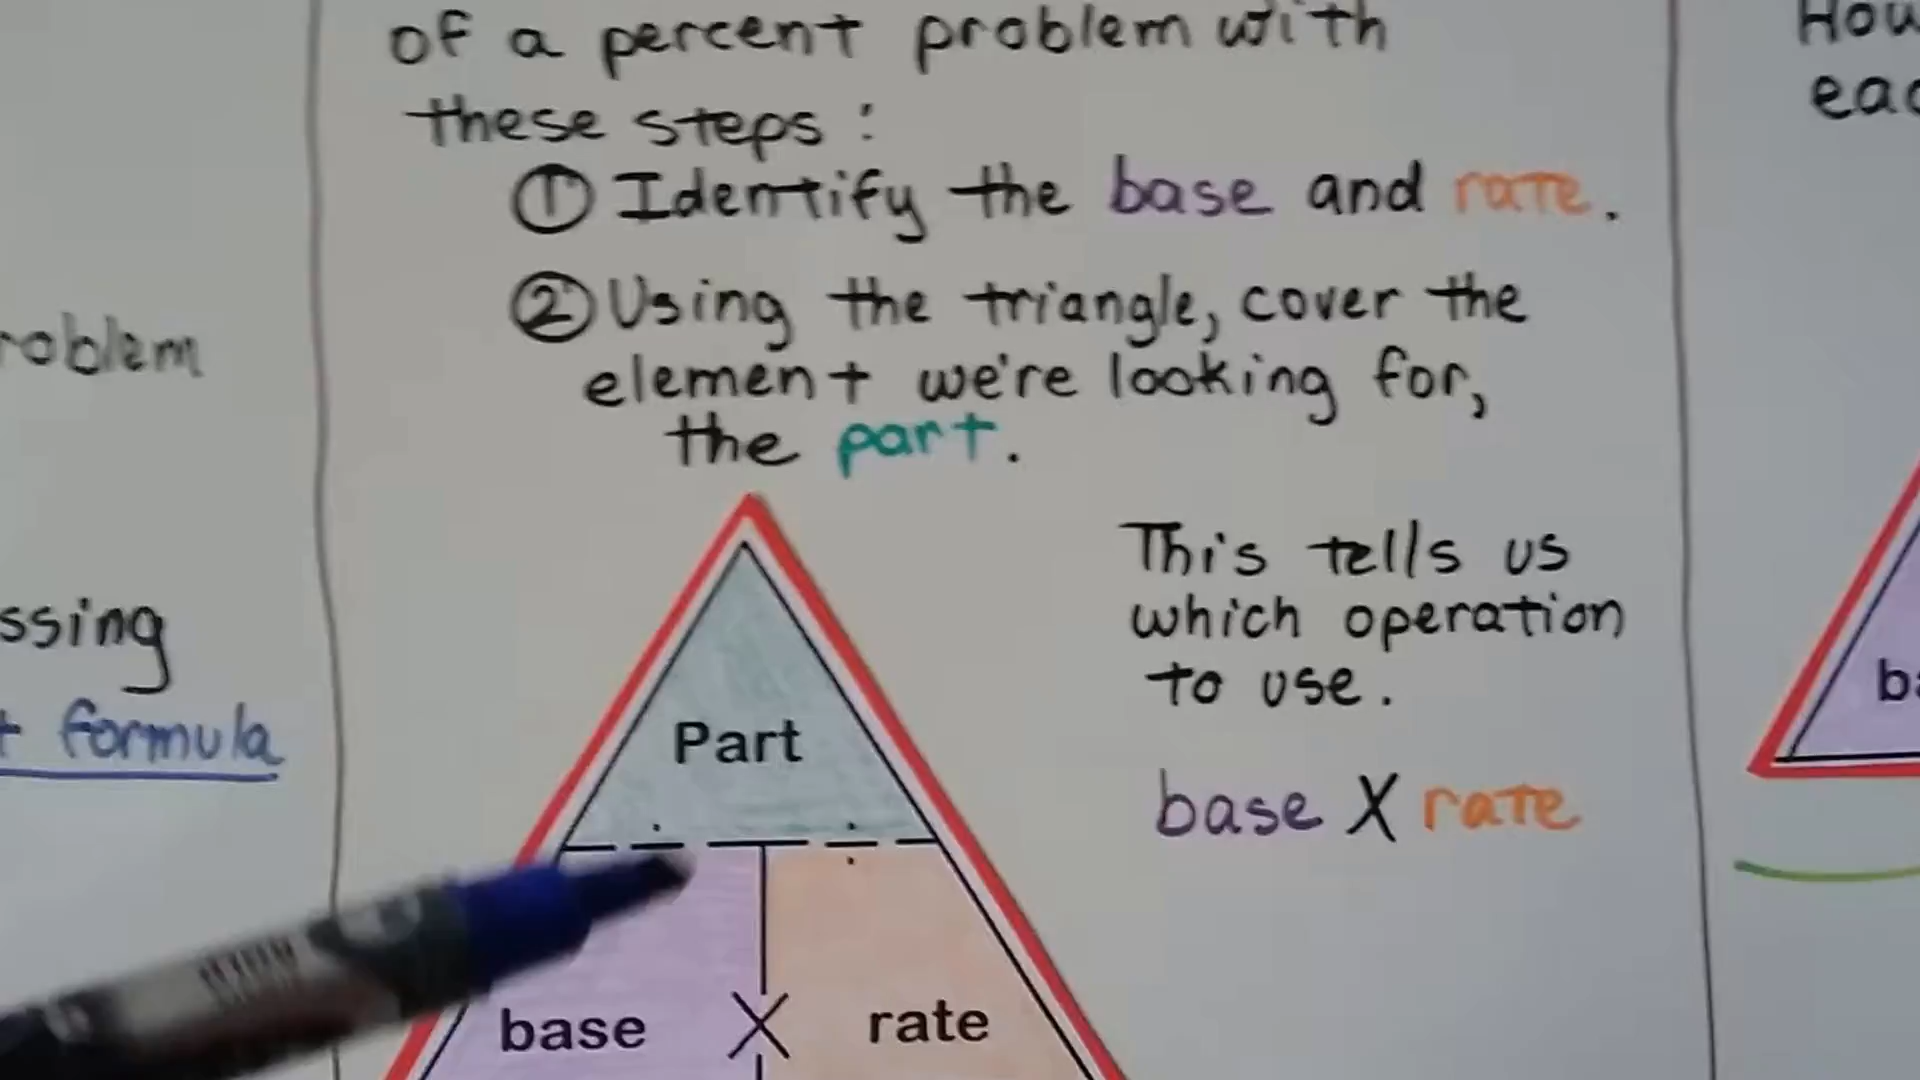 of a percent problem with
these steps:
① Identify the base and rate.
② Using the triangle, cover the
element we're looking for,
the part.
This tells us
which operation
to use.
base X rate
Part
base X rate
roblem
ssing
formula
How
eac
ba